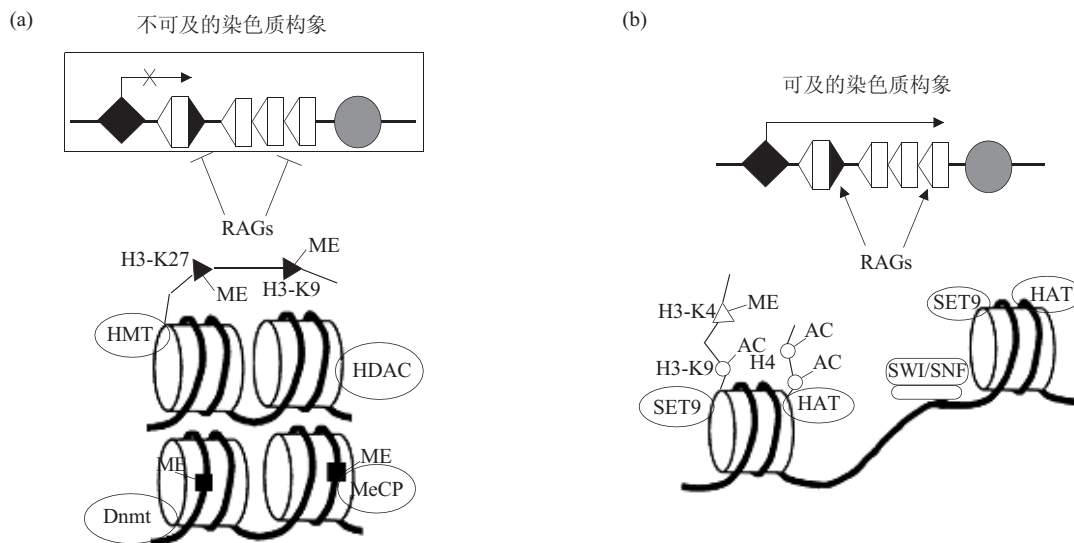 (a)
不可及的染色质构象
RAGs
H3-K27
ME
ME
H3-K9
HMT
HDAC
ME
ME
MeCP
Dnmt
(b)
可及的染色质构象
RAGs
SET9
HAT
H3-K4
ME
AC
H4
AC
H3-K9
AC
SWI/SNF
SET9
HAT